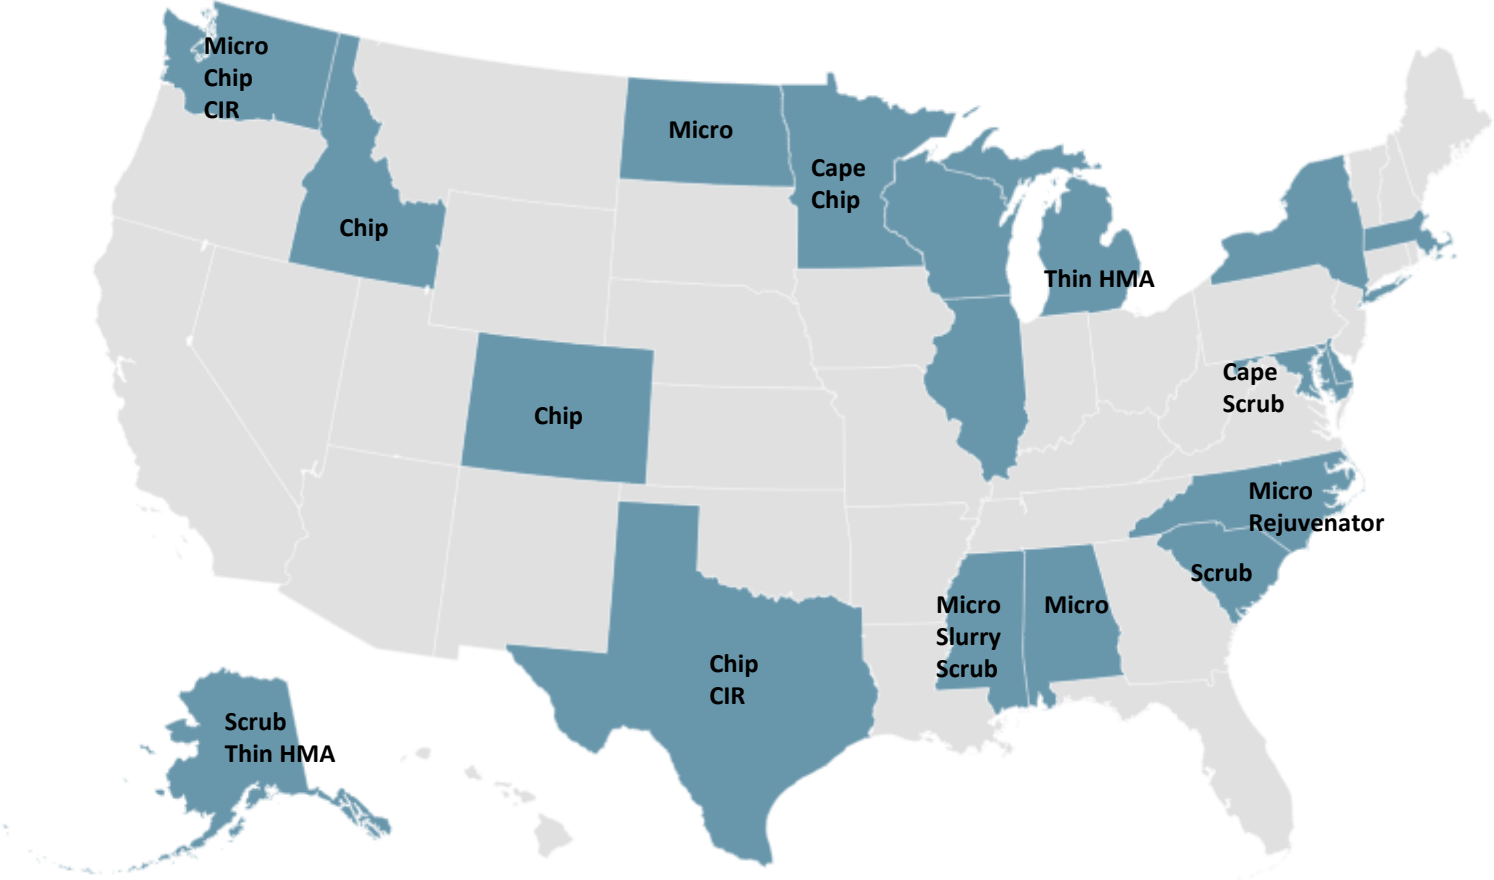 Micro
Chip
CIR
Micro
Cape
Chip
Chip
Thin HMA
Cape
Scrub
Chip
Micro
Rejuvenator
Scrub
Micro
Slurry
Scrub
Micro
Chip
CIR
Scrub
Thin HMA